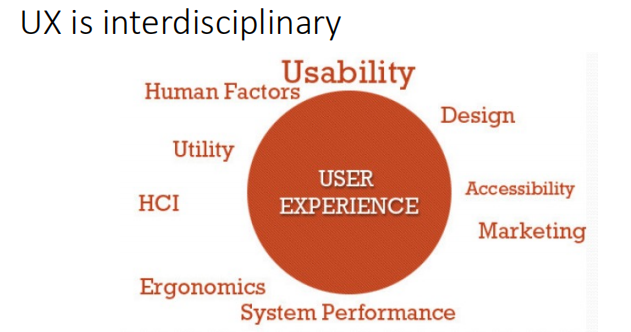 UX is interdisciplinary
Usability
Human Factors
Design
Utility
USER
EXPERIENCE
Accessibility
HCI
Marketing
Ergonomics
System Performance